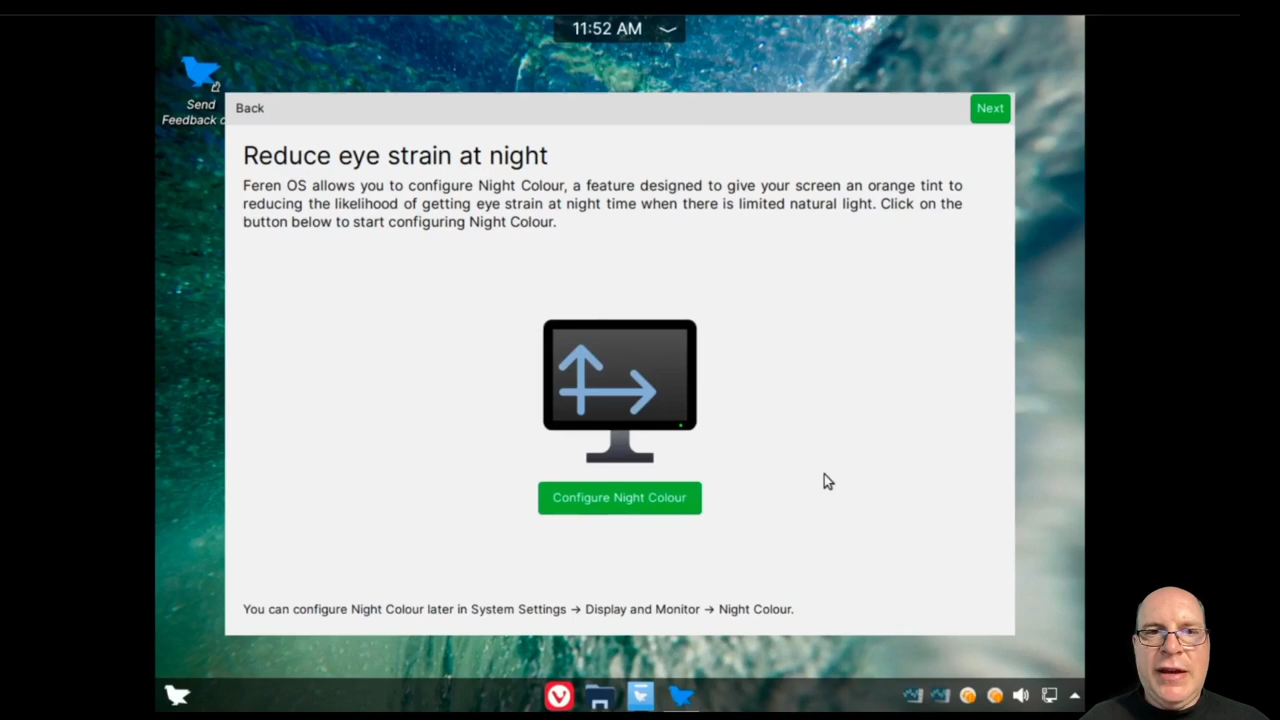 11:52 AM
Send
Feedback
Back
Next
Reduce eye strain at night
Feren OS allows you to configure Night Colour, a feature designed to give your screen an orange tint to
reducing the likelihood of getting eye strain at night time when there is limited natural light. Click on the
button below to start configuring Night Colour.
Configure Night Colour
You can configure Night Colour later in System Settings → Display and Monitor → Night Colour.